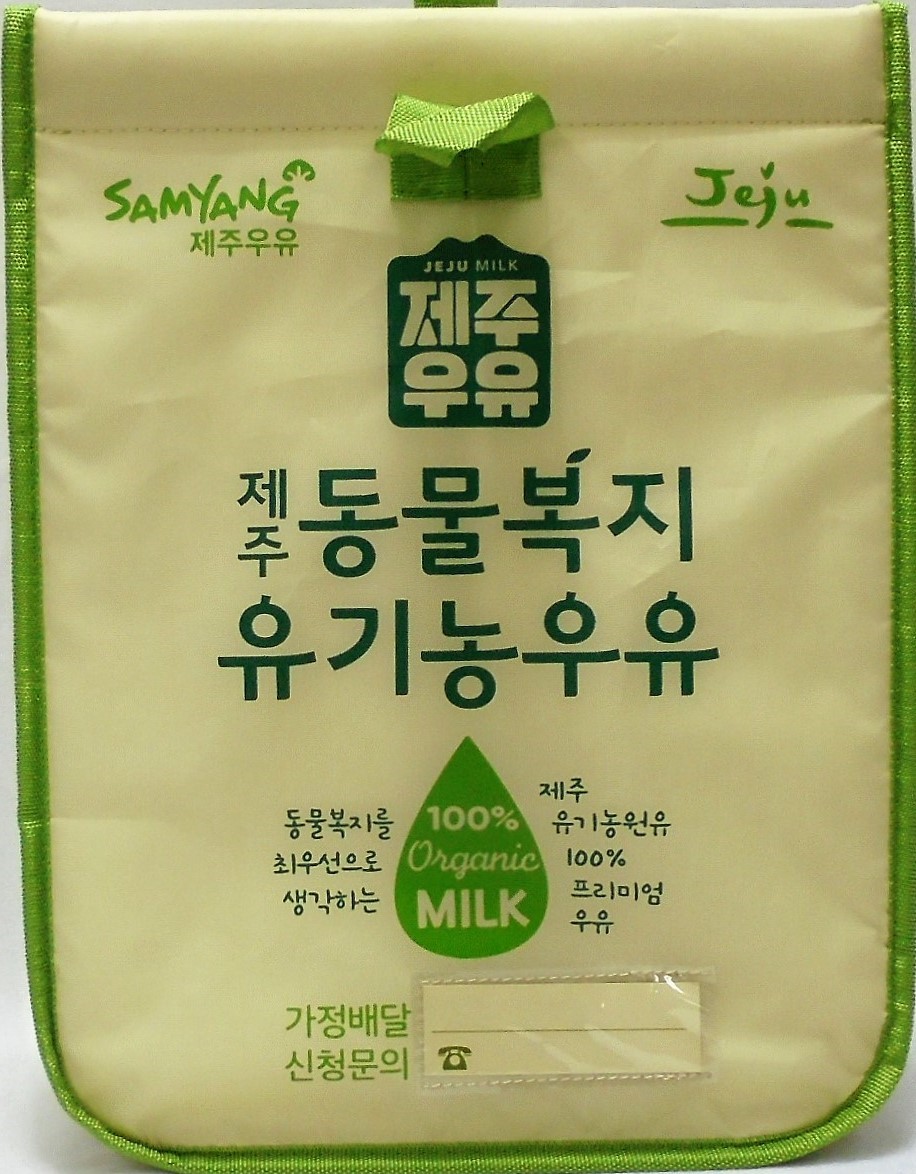 SAMYANG
제주우유
Jeju
JEJU MILK
제주
우유
제주 동물복지
유기농우유
동물복지를
최우선으로
생각하는
100%
Organic
MILK
제주
유기농원유
100%
프리미엄
우유
가정배달
신청문의